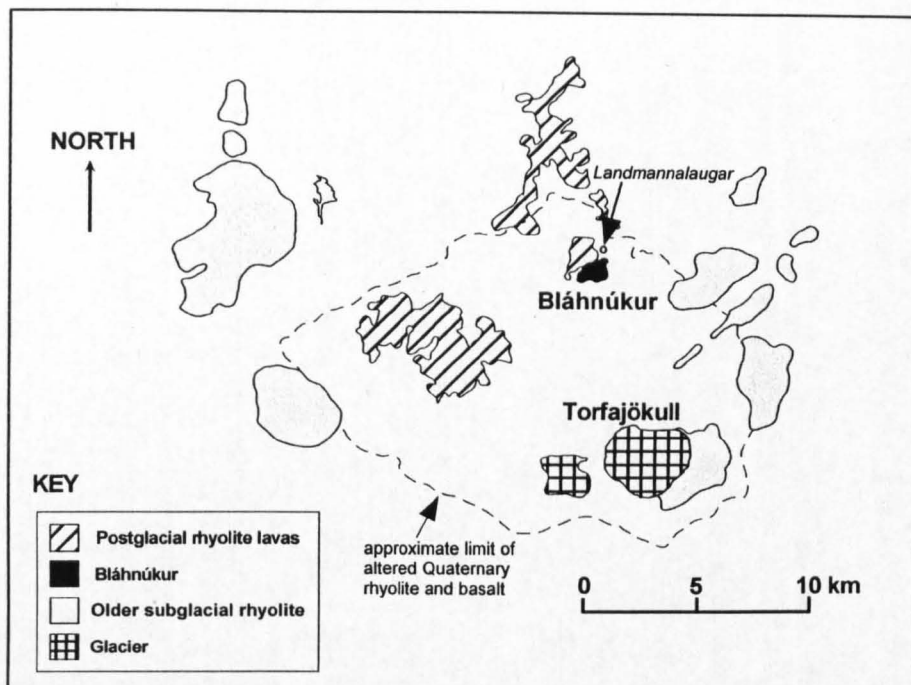 NORTH
Landmannalaugar
Bláhnúkur
Torfajökull
KEY
Postglacial rhyolite lavas
Bláhnúkur
Older subglacial rhyolite
Glacier
approximate limit of
altered Quaternary
rhyolite and basalt
0 5 10 km